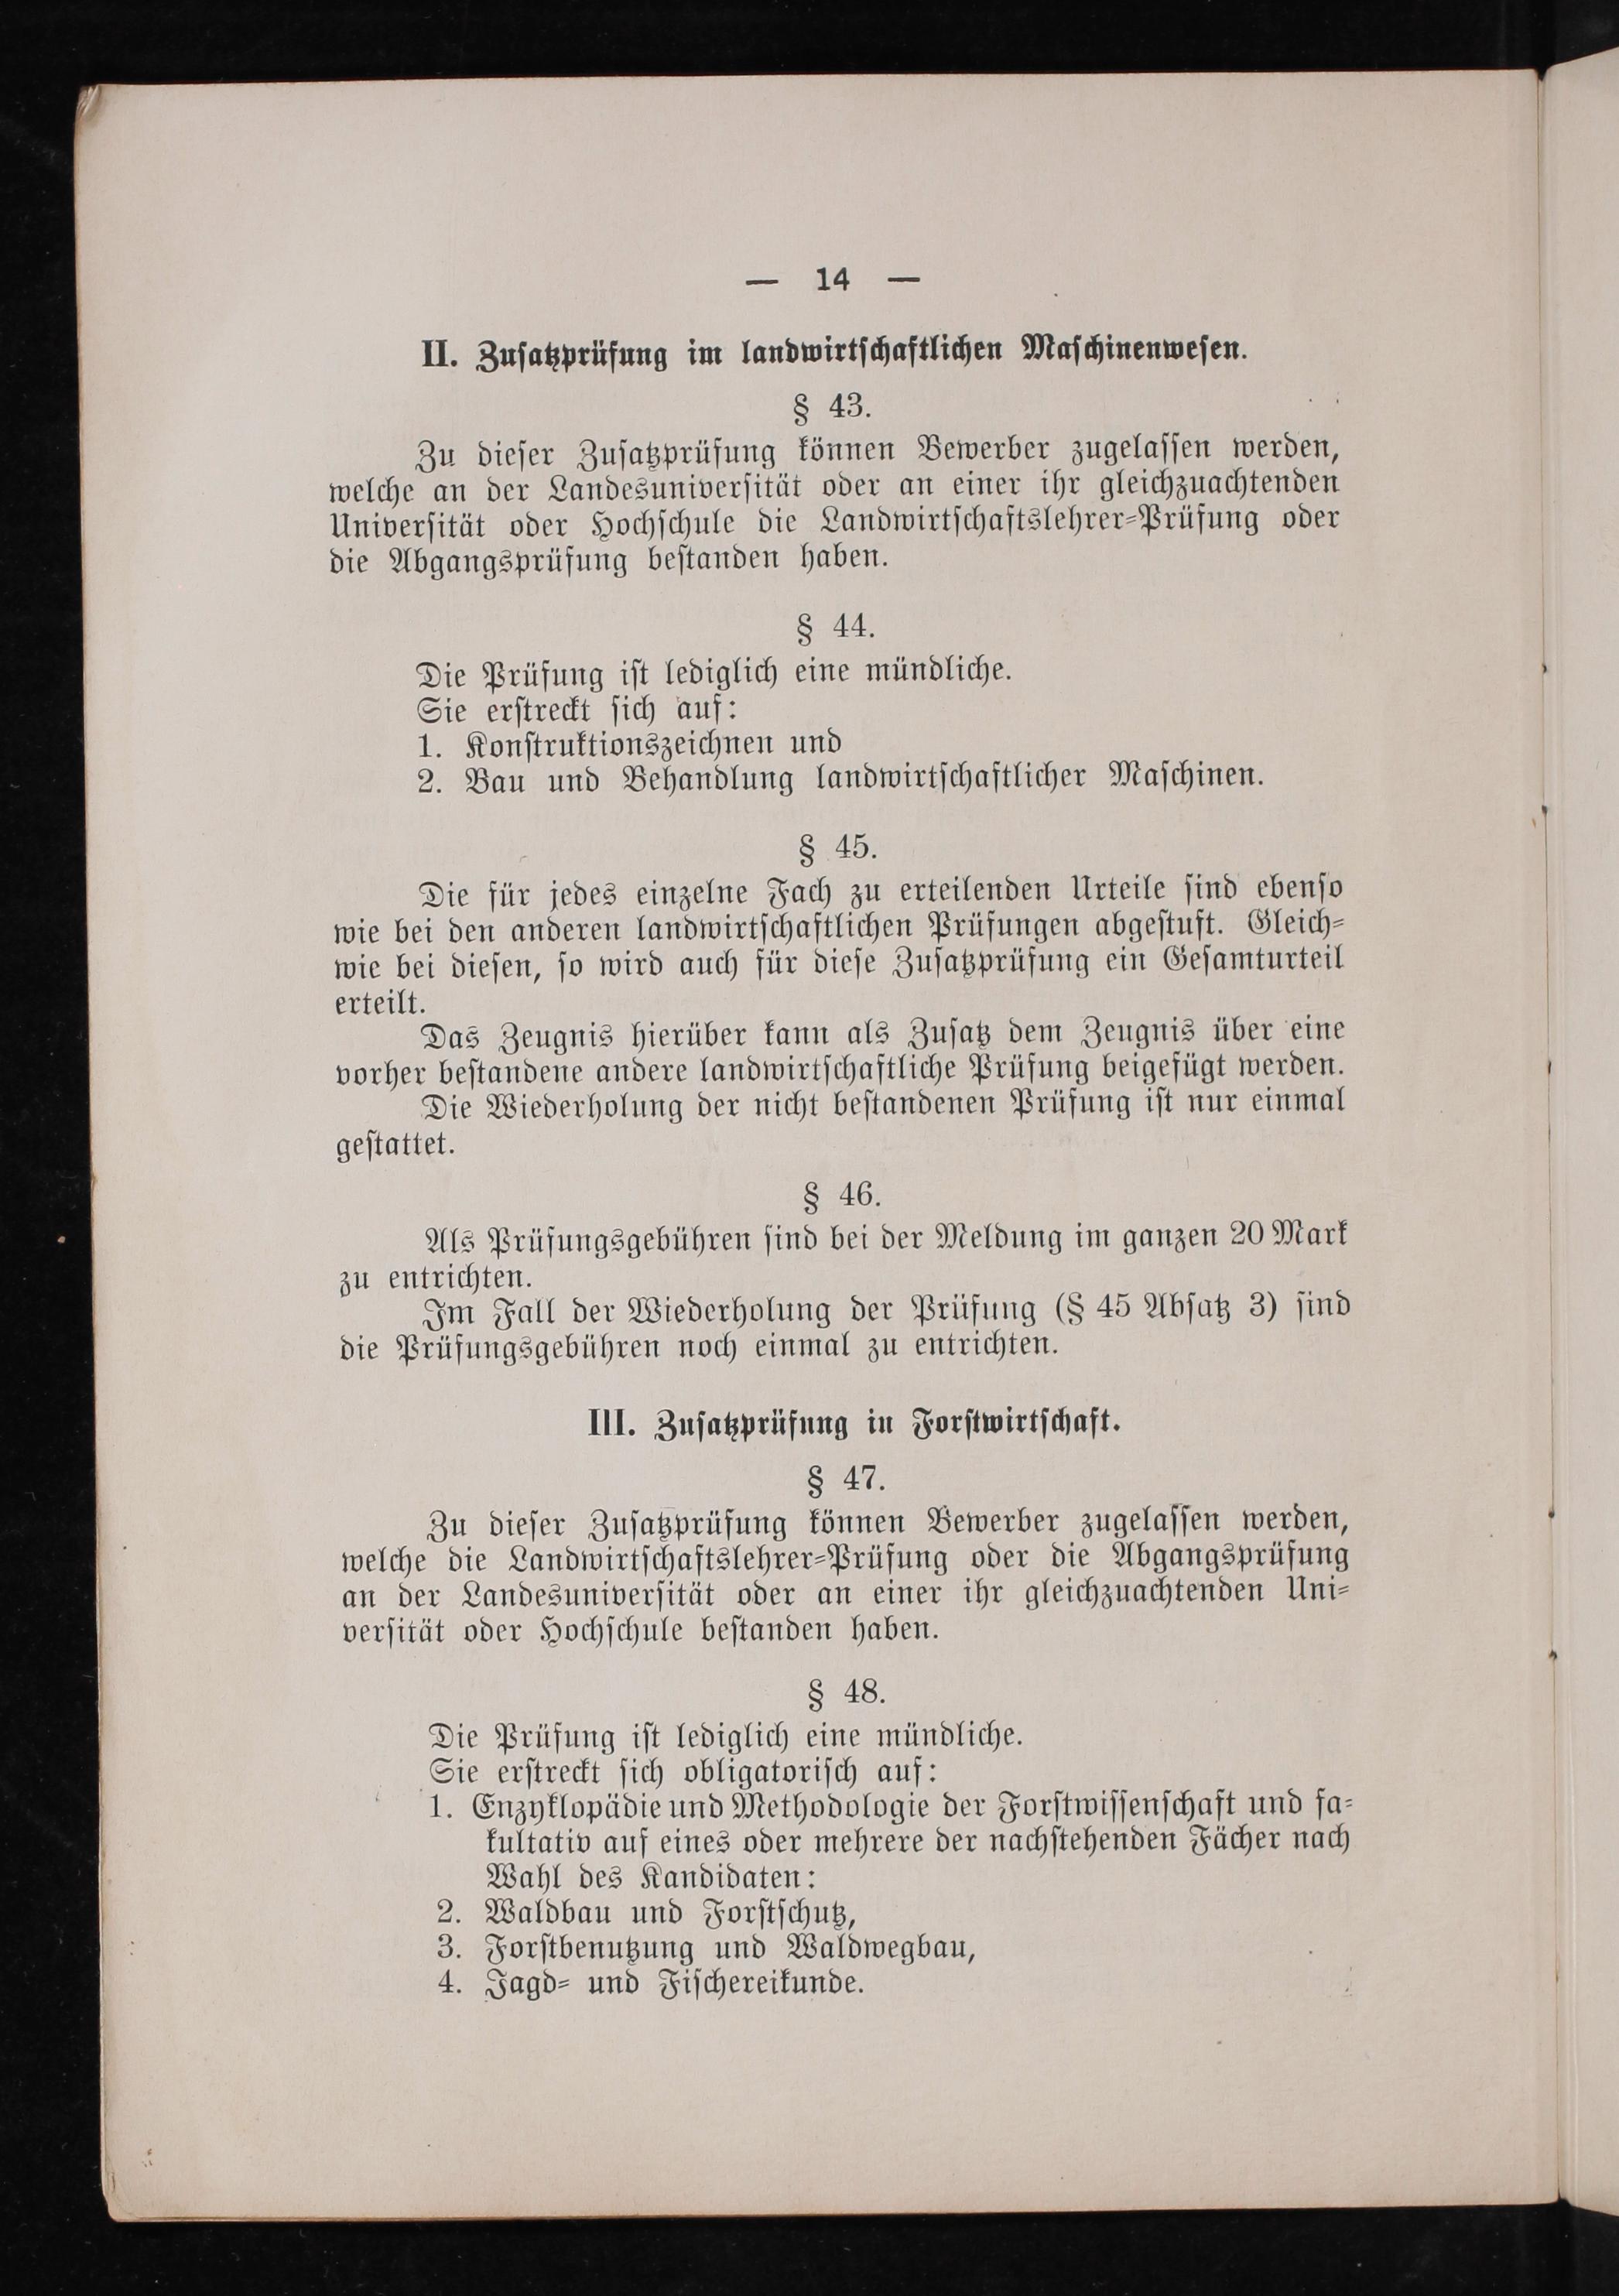 — 14 —
II. Zusatzprüfung im landwirtschaftlichen Maschinenwesen.
§ 43.
Zu dieser Zusatzprüfung können Bewerber zugelassen werden,
welche an der Landesuniversität oder an einer ihr gleichzuachtenden
Universität oder Hochschule die Landwirtschaftslehrer-Prüfung oder
die Abgangsprüfung bestanden haben.
§ 44.
Die Prüfung ist lediglich eine mündliche.
Sie erstreckt sich auf:
1. Konstruktionszeichnen und
2. Bau und Behandlung landwirtschaftlicher Maschinen.
§ 45.
Die für jedes einzelne Fach zu erteilenden Urteile sind ebenso
wie bei den anderen landwirtschaftlichen Prüfungen abgestuft. Gleich-
wie bei diesen, so wird auch für diese Zusatzprüfung ein Gesamturteil
erteilt.
Das Zeugnis hierüber kann als Zusatz dem Zeugnis über eine
vorher bestandene andere landwirtschaftliche Prüfung beigefügt werden.
Die Wiederholung der nicht bestandenen Prüfung ist nur einmal
gestattet.
§ 46.
Als Prüfungsgebühren sind bei der Meldung im ganzen 20 Mark
zu entrichten.
Im Fall der Wiederholung der Prüfung (§ 45 Absatz 3) sind
die Prüfungsgebühren noch einmal zu entrichten.
III. Zusatzprüfung in Forstwirtschaft.
§ 47.
Zu dieser Zusatzprüfung können Bewerber zugelassen werden,
welche die Landwirtschaftslehrer-Prüfung oder die Abgangsprüfung
an der Landesuniversität oder an einer ihr gleichzuachtenden Uni-
versität oder Hochschule bestanden haben.
§ 48.
Die Prüfung ist lediglich eine mündliche.
Sie erstreckt sich obligatorisch auf:
1. Enzyklopädie und Methodologie der Forstwissenschaft und fa-
kultativ auf eines oder mehrere der nachstehenden Fächer nach
Wahl des Kandidaten:
2. Waldbau und Forstschutz,
3. Forstbenutzung und Waldwegbau,
4. Jagd- und Fischereikunde.